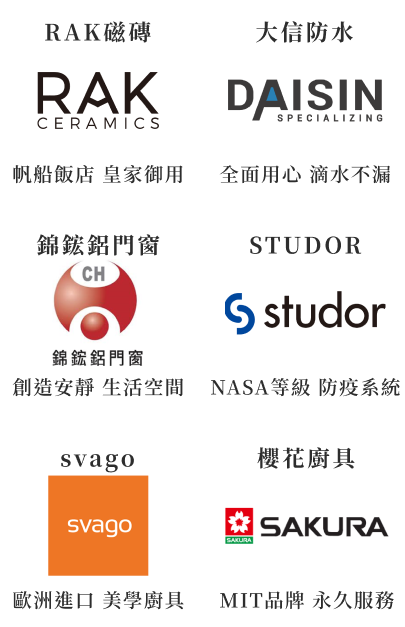 RAK磁磚
RAK
CERAMICS
帆船飯店 皇家御用
大信防水
DAISIN
SPECIALIZING
全面用心 滴水不漏
錦鋐鋁門窗
CH
錦鋐鋁門窗
創造安靜 生活空間
STUDOR
studor
NASA等級 防疫系統
svago
svago
歐洲進口 美學廚具
櫻花廚具
SAKURA
SAKURA
MIT品牌 永久服務